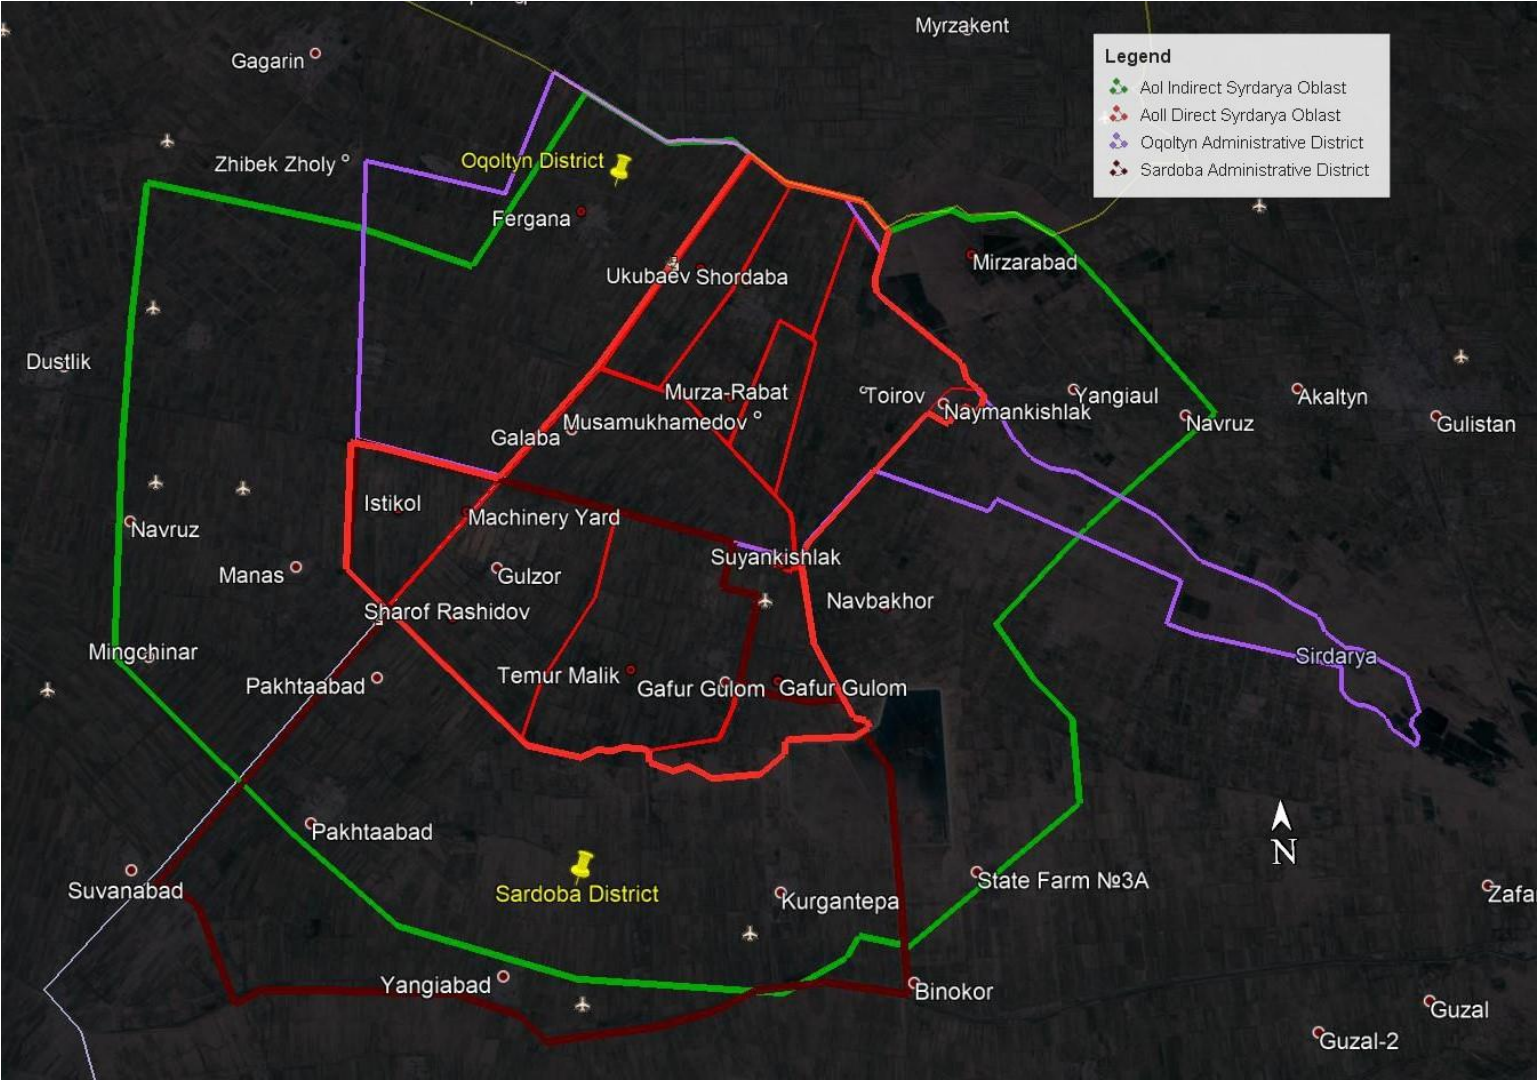 Myrzakent
Gagarin
Legend
AoI Indirect Syrdarya Oblast
AoII Direct Syrdarya Oblast
Oqoltyn Administrative District
Sardoba Administrative District
Zhibek Zholy
Oqoltyn District
Fergana
Mirzarabad
Ukubaev
Shordaba
Dustlik
Murza-Rabat
Toirov
Yangiaul
Akaltyn
Naymankishlak
Musamukhamedov
Navruz
Gulistan
Galaba
Istikol
Machinery Yard
Navruz
Suyankishlak
Manas
Gulzor
Navbakhor
Sharof Rashidov
Mingchinar
Sirdarya
Temur Malik
Pakhtaabad
Gafur Gulom
Gafur Gulom
Pakhtaabad
N
Suvanabad
Sardoba District
State Farm №3A
Kurgantepa
Zafa
Yangiabad
Binokor
Guzal
Guzal-2